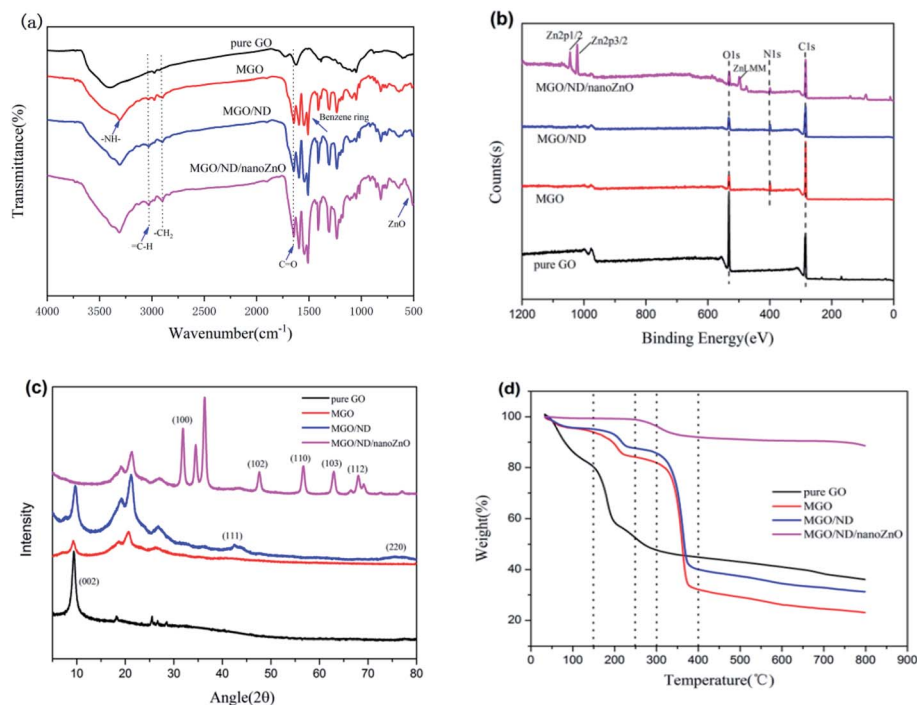 (a)
pure GO
MGO
-NH-
MGO/ND
Benzene ring
MGO/ND/nanoZnO
ZnO
=C-H
-CH2
C=O
Transmittance(%)
4000 3500 3000 2500 2000 1500 1000 500
Wavenumber(cm-1)
(b)
Zn2p1/2
Zn2p3/2
O1s
N1s
C1s
ZnLMM
MGO/ND/nanoZnO
MGO/ND
MGO
pure GO
Counts(s)
1200 1000 800 600 400 200 0
Binding Energy(eV)
(c)
pure GO
MGO
MGO/ND
MGO/ND/nanoZnO
(100)
(102)
(110)
(103)
(112)
(111)
(220)
(002)
Intensity
10 20 30 40 50 60 70 80
Angle(2θ)
(d)
100
80
60
40
20
pure GO
MGO
MGO/ND
MGO/ND/nanoZnO
Weight(%)
0 100 200 300 400 500 600 700 800 900
Temperature(℃)